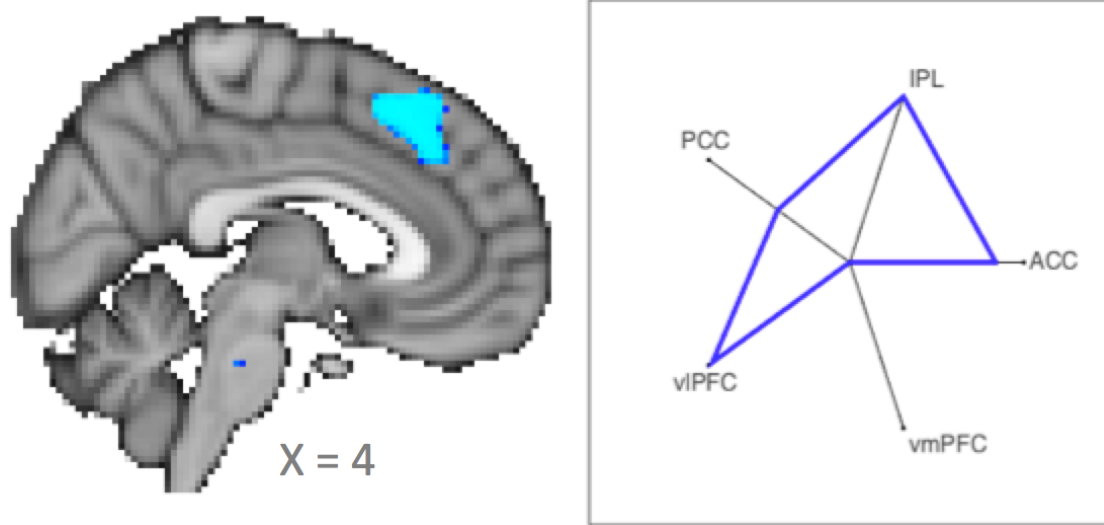 X = 4
IPL
PCC
ACC
vlPFC
vmPFC